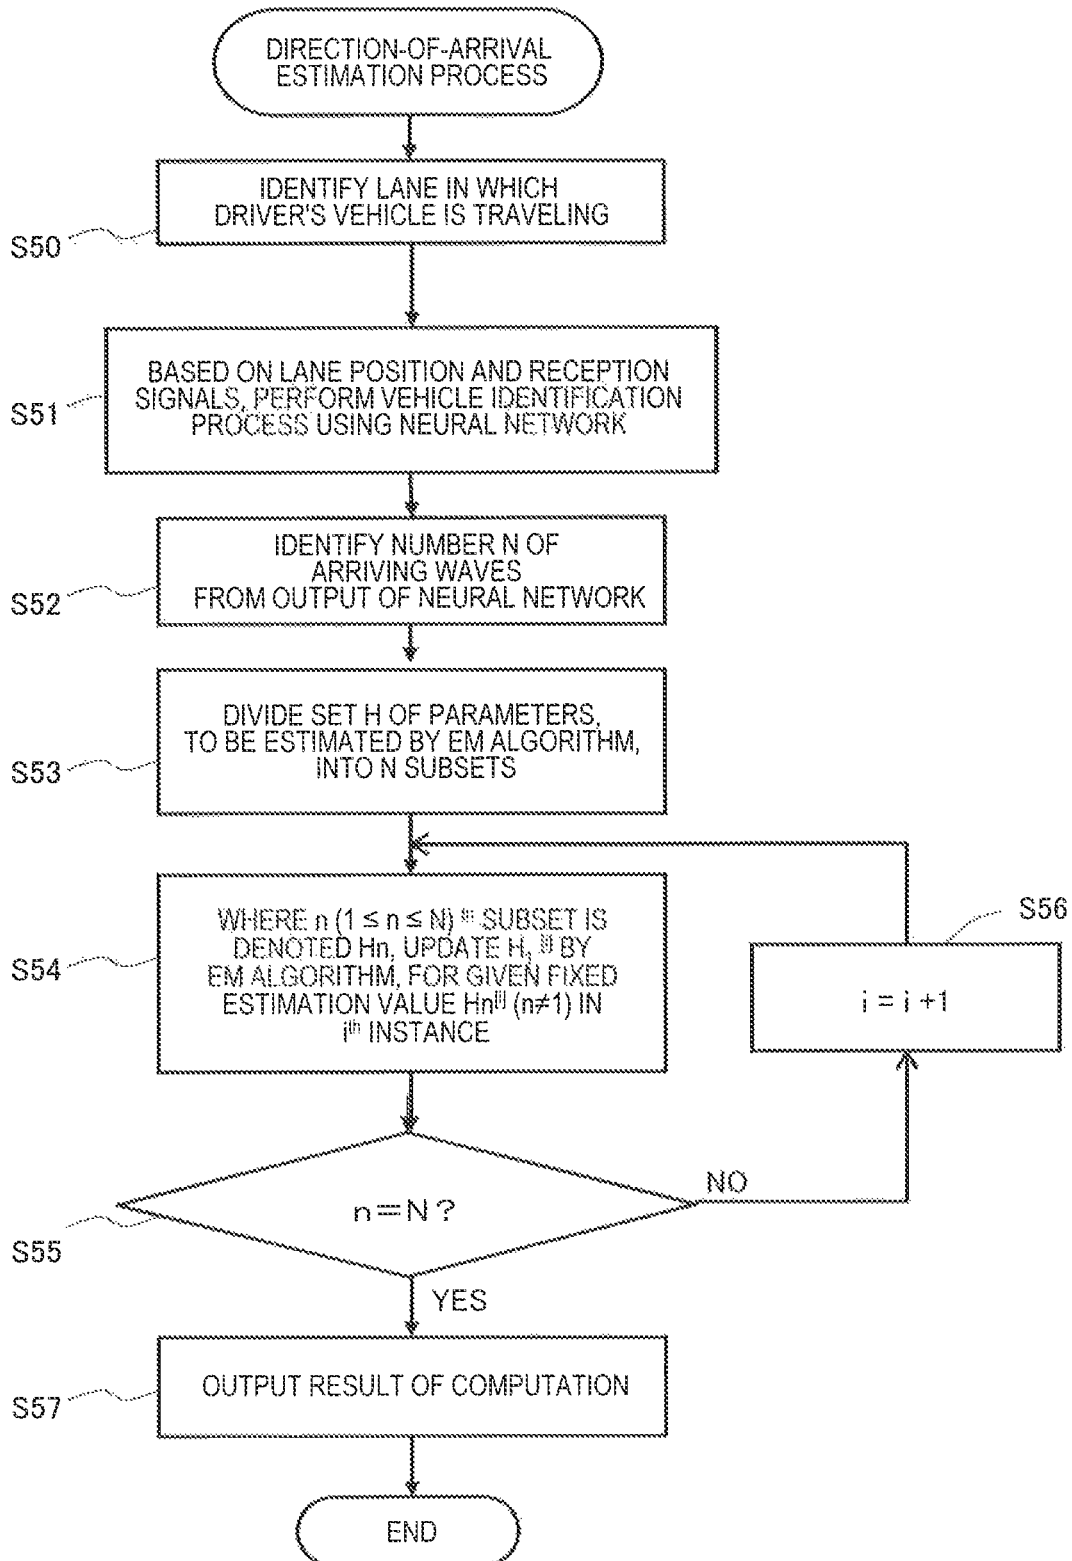 DIRECTION-OF-ARRIVAL
ESTIMATION PROCESS
IDENTIFY LANE IN WHICH
DRIVER'S VEHICLE IS TRAVELING
S50
BASED ON LANE POSITION AND RECEPTION
SIGNALS, PERFORM VEHICLE IDENTIFICATION
PROCESS USING NEURAL NETWORK
S51
IDENTIFY NUMBER N OF
ARRIVING WAVES
FROM OUTPUT OF NEURAL NETWORK
S52
DIVIDE SET H OF PARAMETERS,
TO BE ESTIMATED BY EM ALGORITHM,
INTO N SUBSETS
S53
WHERE n (1 ≤ n ≤ N) SUBSET IS
DENOTED Hn, UPDATE BY
EM ALGORITHM, FOR GIVEN FIXED
ESTIMATION VALUE Hn (n≠1) IN
ith INSTANCE
S54
S56
i = i +1
n=N?
NO
S55
YES
OUTPUT RESULT OF COMPUTATION
S57
END